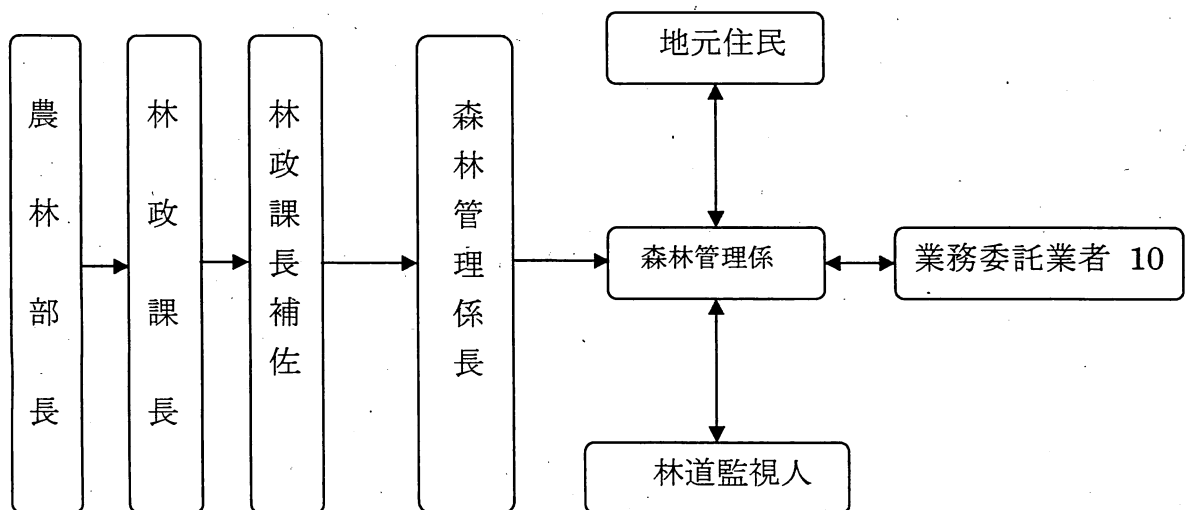 農林部長
林政課長
林政課長補佐
森林管理係長
地元住民
森林管理係
業務委託業者 10
林道監視人